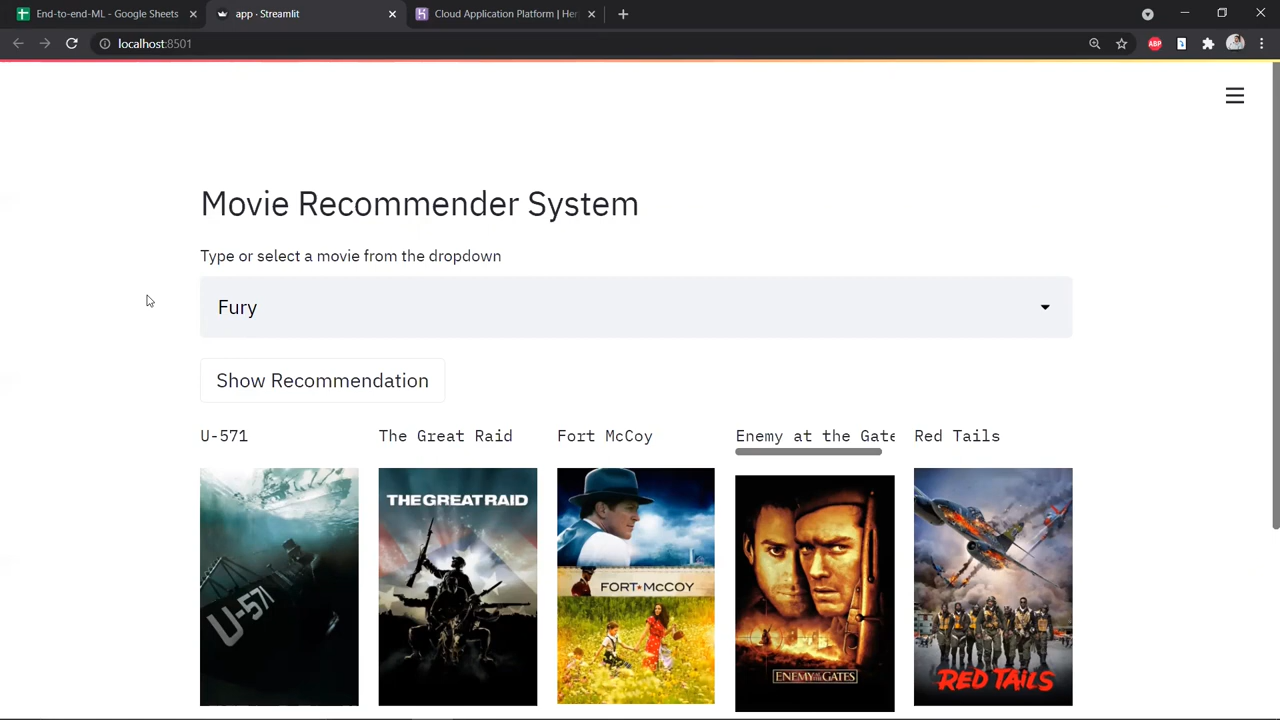 End-to-end-ML - Google Sheets
app · Streamlit
Cloud Application Platform | Her
localhost:8501
ABP
Movie Recommender System
Type or select a movie from the dropdown
Fury
Show Recommendation
U-571
The Great Raid
Fort McCoy
Enemy at the Gate
Red Tails
U-571
THE GREAT RAID
FORT★McCOY
ENEMY AT THE GATES
RED TAILS